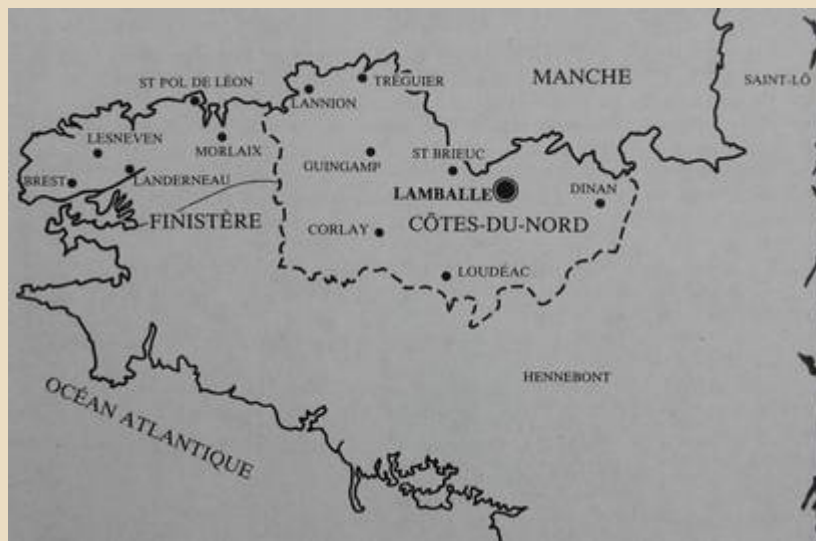 ST POL DE LÉON
TRÉGUIER
MANCHE
SAINT-LÔ
LANNION
LESNEVEN
MORLAIX
GUINGAMP
ST BRIEUC
BREST
LANDERNEAU
LAMBALLE
DINAN
FINISTÈRE
CORLAY
CÔTES-DU-NORD
LOUDÉAC
HENNEBONT
OCÉAN ATLANTIQUE